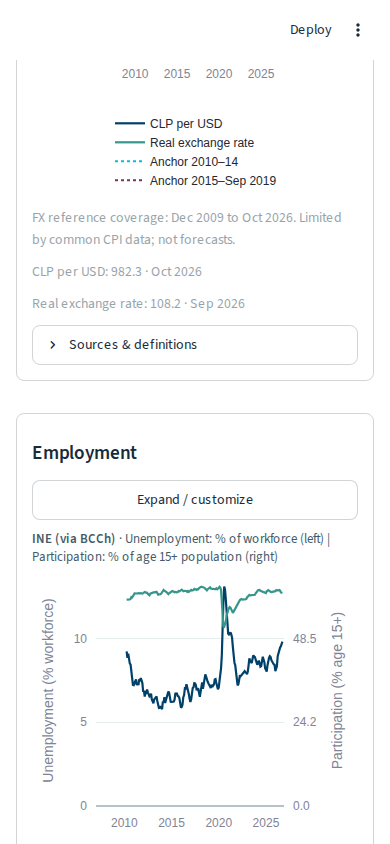 Deploy
2010 2015 2020 2025
CLP per USD
Real exchange rate
Anchor 2010–14
Anchor 2015–Sep 2019
FX reference coverage: Dec 2009 to Oct 2026. Limited
by common CPI data; not forecasts.
CLP per USD: 982.3 · Oct 2026
Real exchange rate: 108.2 · Sep 2026
Sources & definitions
Employment
Expand / customize
INE (via BCCh) · Unemployment: % of workforce (left) |
Participation: % of age 15+ population (right)
Unemployment (% workforce)
10
5
0
48.5
24.2
0.0
Participation (% age 15+)
2010 2015 2020 2025